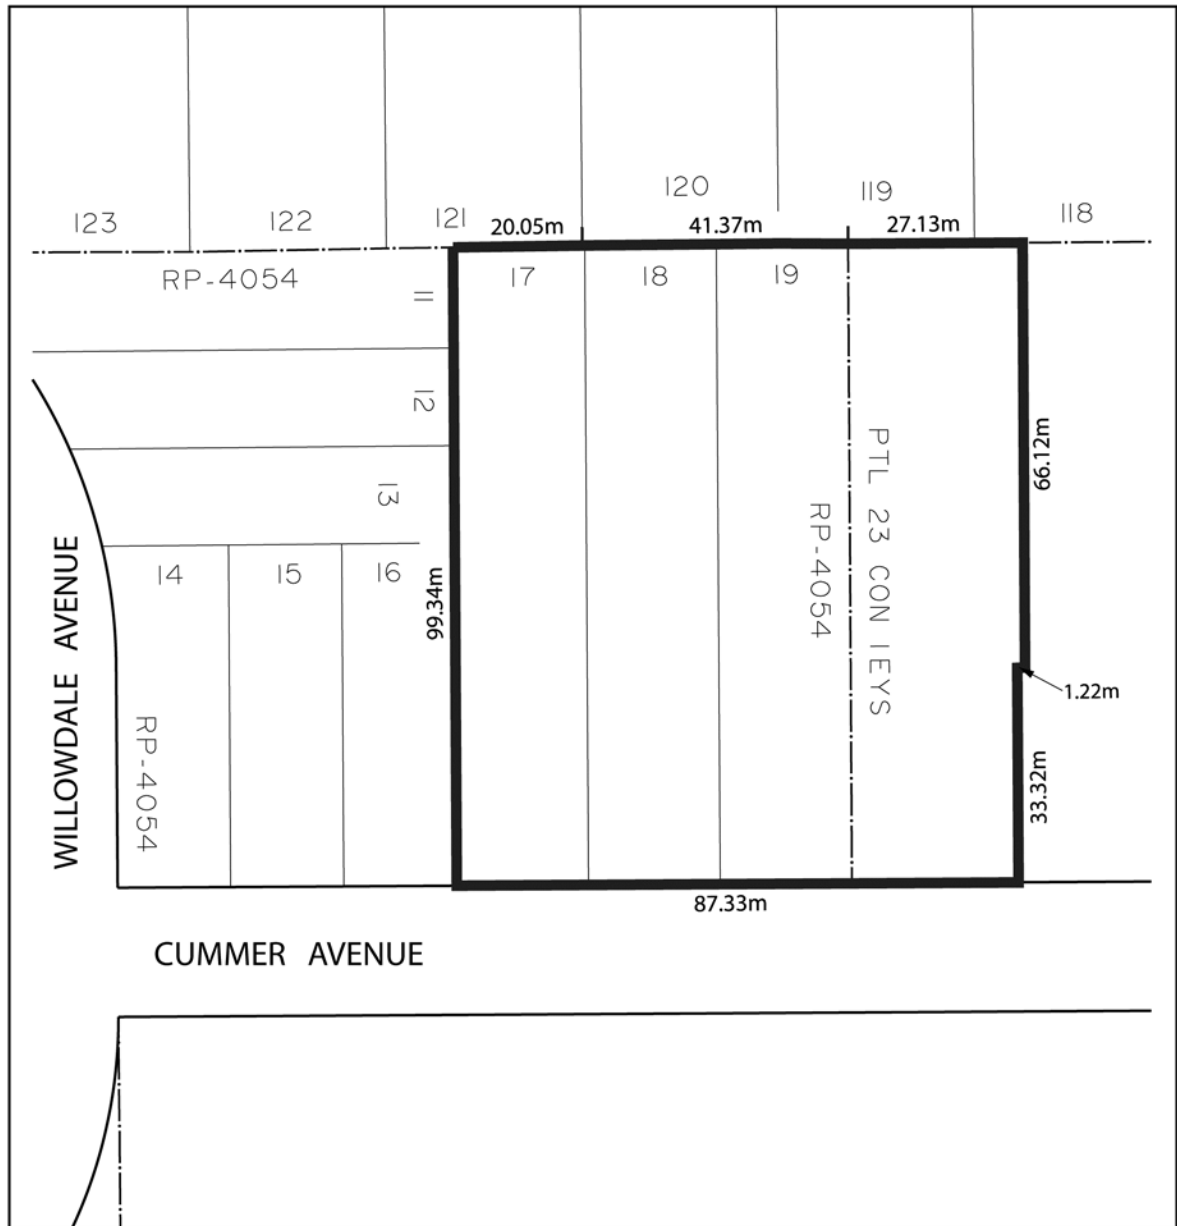 123
122
121
120
119
118
20.05m
41.37m
27.13m
RP-4054
11
17
18
19
12
13
14
15
16
99.34m
PTL 23 CON 1EYS
RP-4054
66.12m
1.22m
33.32m
WILLOWDALE AVENUE
RP-4054
87.33m
CUMMER AVENUE